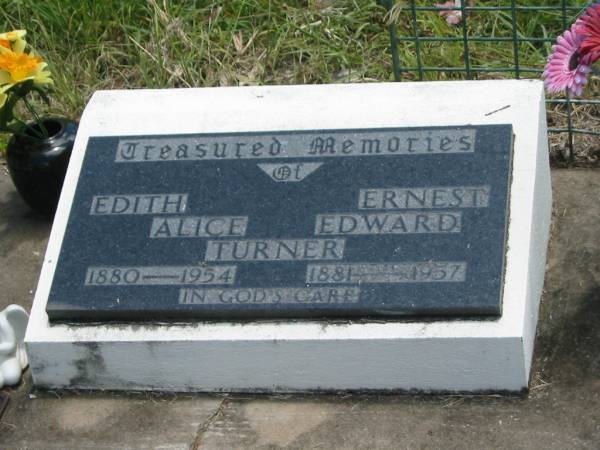 Treasured Memories
Of
EDITH ERNEST
ALICE EDWARD
TURNER
1880—1954 1881—1957
IN GOD'S CARE